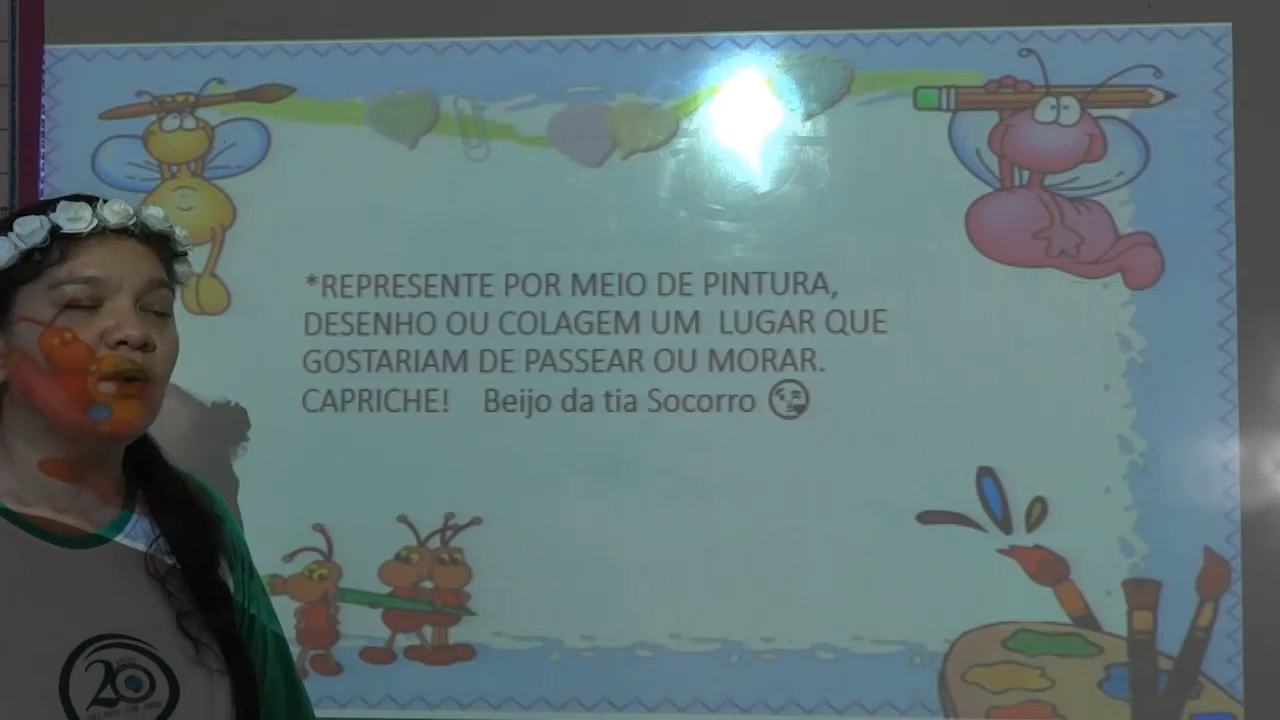 *REPRESENTE POR MEIO DE PINTURA,
DESENHO OU COLAGEM UM LUGAR QUE
GOSTARIAM DE PASSEAR OU MORAR.
CAPRICHE! Beijo da tia Socorro 😘
20